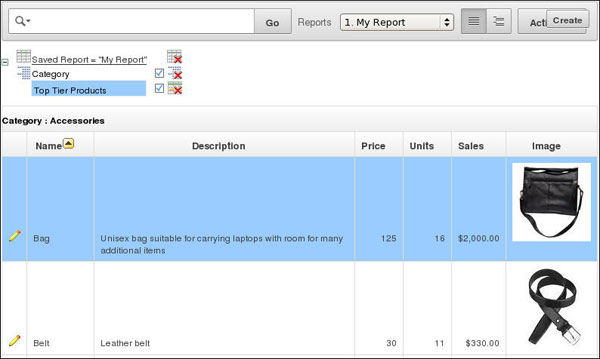 Go
Reports
1. My Report
Create
Saved Report = "My Report"
Category
Top Tier Products
Category : Accessories
Name Description Price Units Sales Image
Bag Unisex bag suitable for carrying laptops with room for many additional items 125 16 $2,000.00
Belt Leather belt 30 11 $330.00